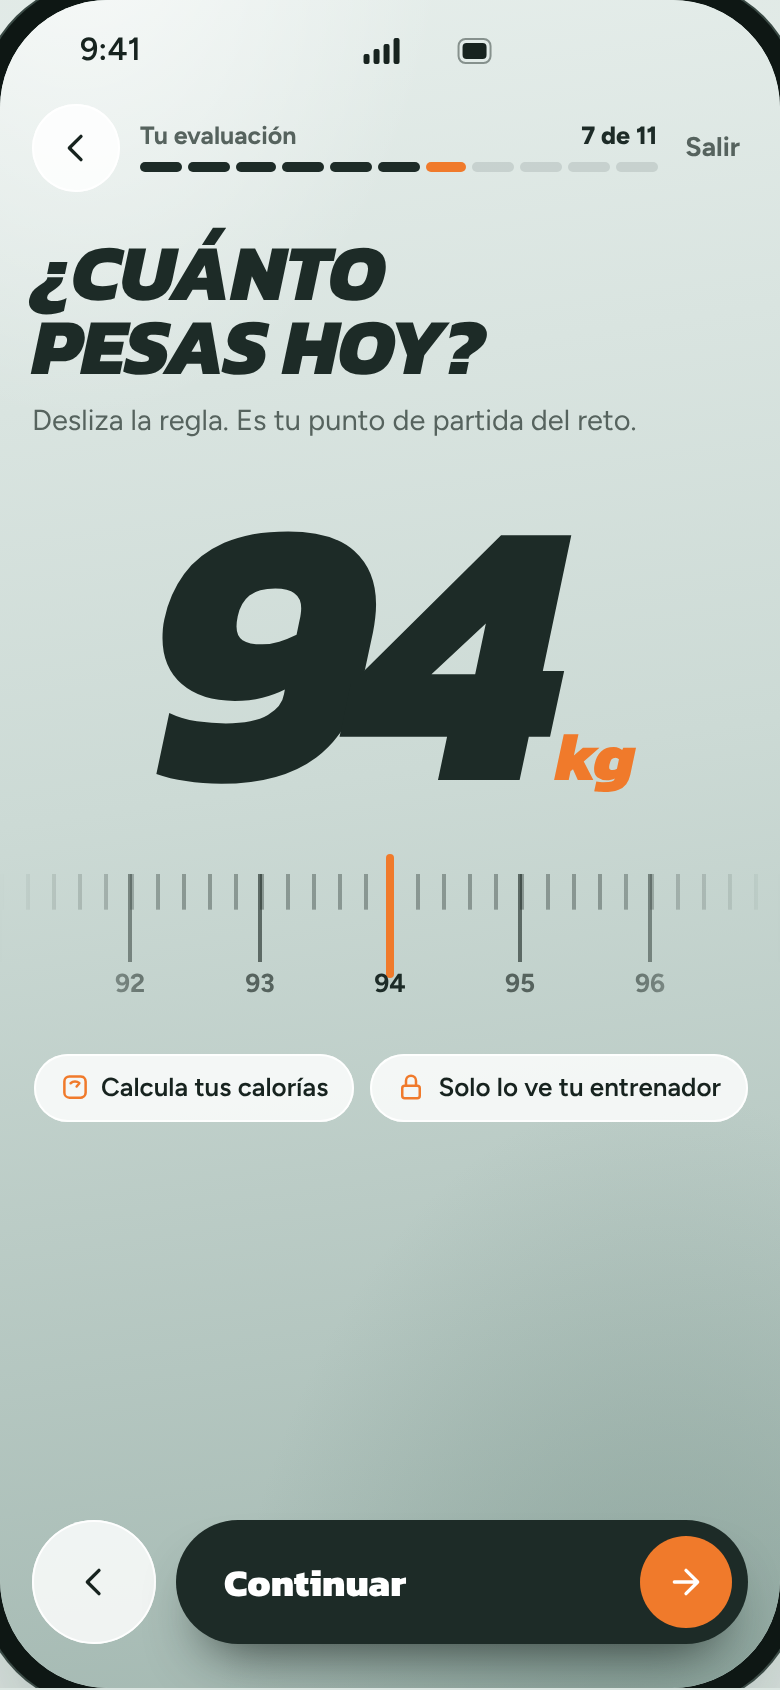 9:41
Tu evaluación
7 de 11
Salir
¿CUÁNTO
PESAS HOY?
Desliza la regla. Es tu punto de partida del reto.
94 kg
92 93 94 95 96
Calcula tus calorías
Solo lo ve tu entrenador
Continuar